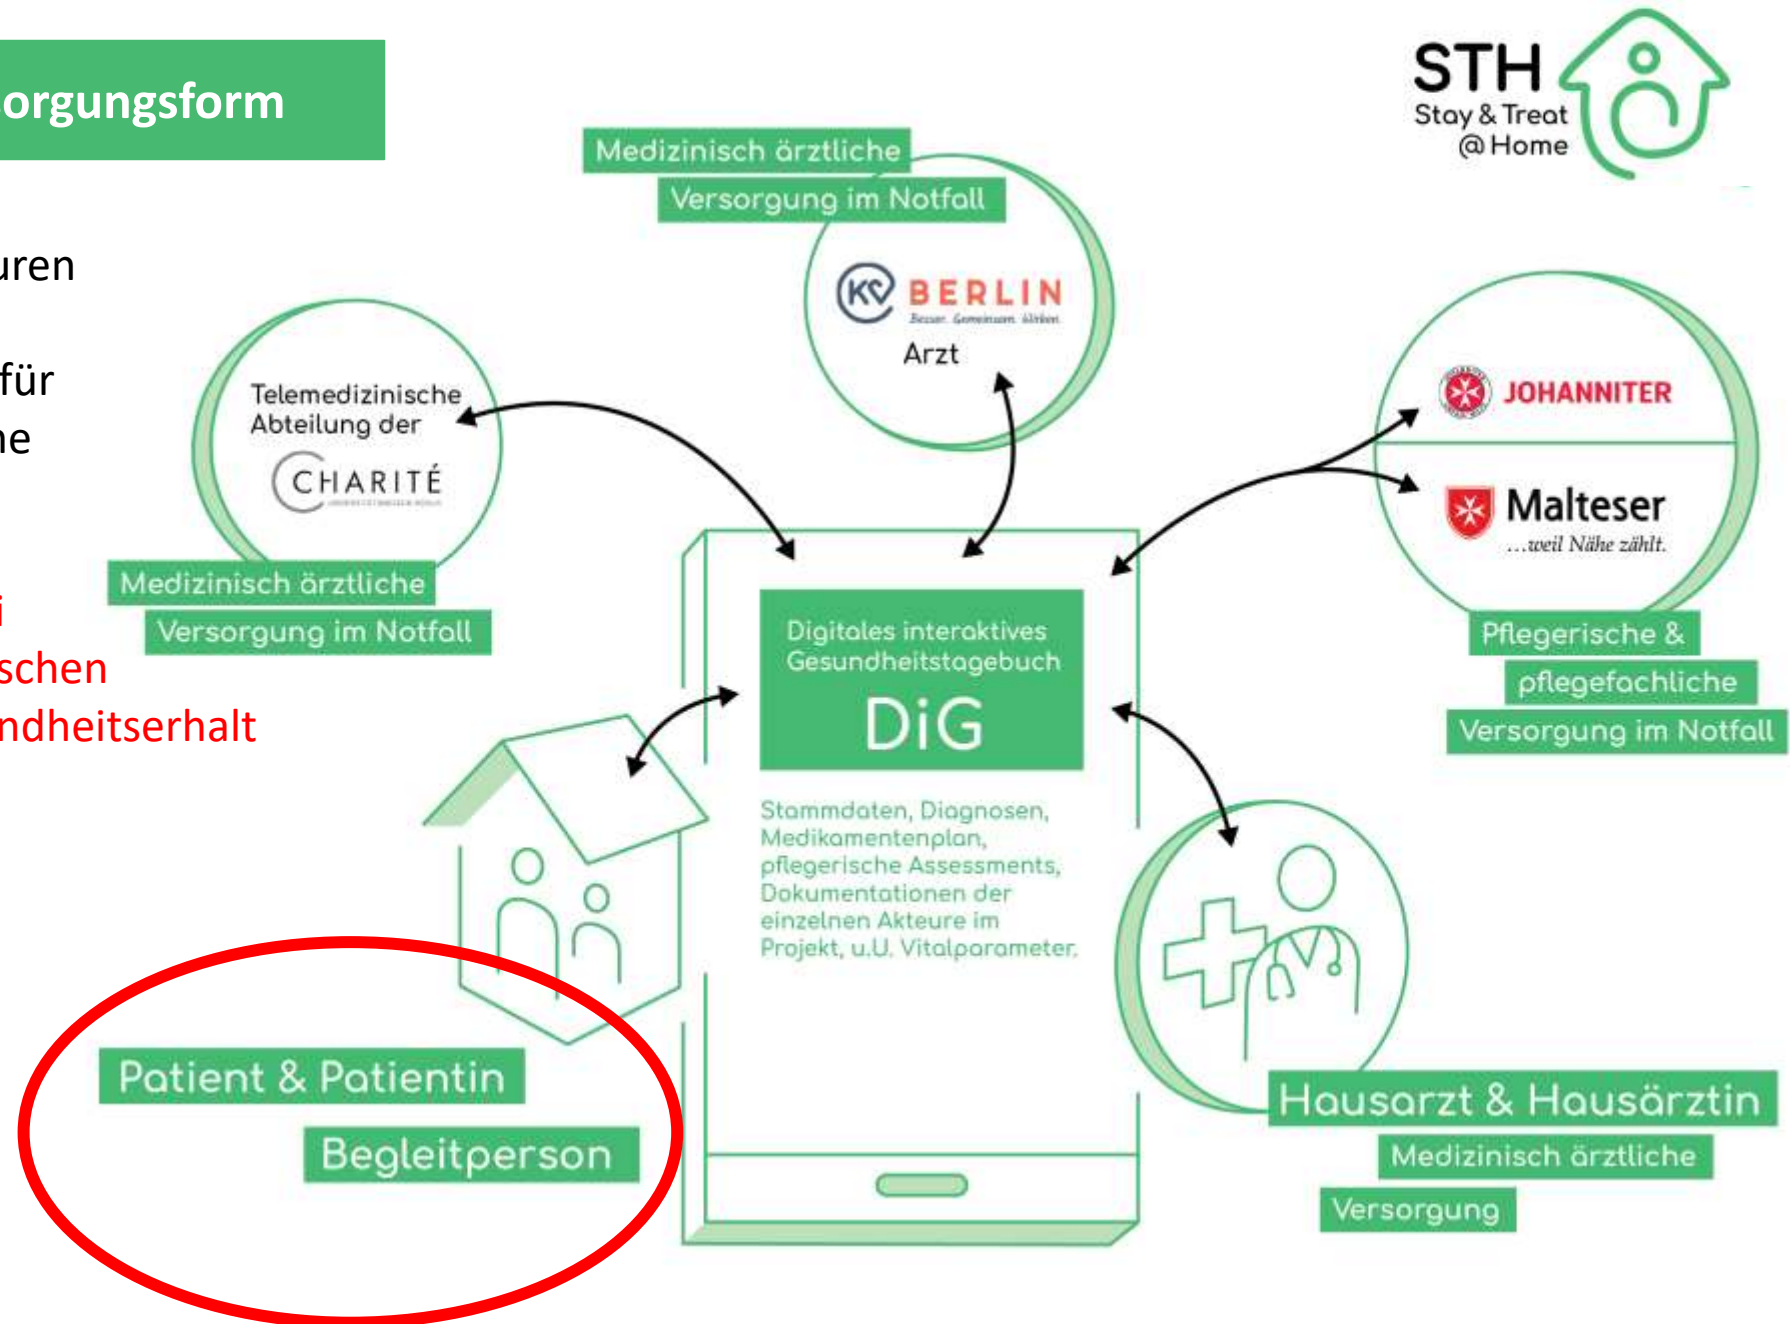 orgungsform
STH
Stay & Treat
@ Home
uren
für
ne
i
schen
ndheitserhalt
Medizinisch ärztliche
Versorgung im Notfall
KV BERLIN
Besser. Gemeinsam. Wirken.
Arzt
Telemedizinische
Abteilung der
CHARITÉ
Medizinisch ärztliche
Versorgung im Notfall
JOHANNITER
Malteser
...weil Nähe zählt.
Pflegerische &
pflegefachliche
Versorgung im Notfall
Digitales interaktives
Gesundheitstagebuch
DiG
Stammdaten, Diagnosen,
Medikamentenplan,
pflegerische Assessments,
Dokumentationen der
einzelnen Akteure im
Projekt, u.U. Vitalparameter.
Patient & Patientin
Begleitperson
Hausarzt & Hausärztin
Medizinisch ärztliche
Versorgung